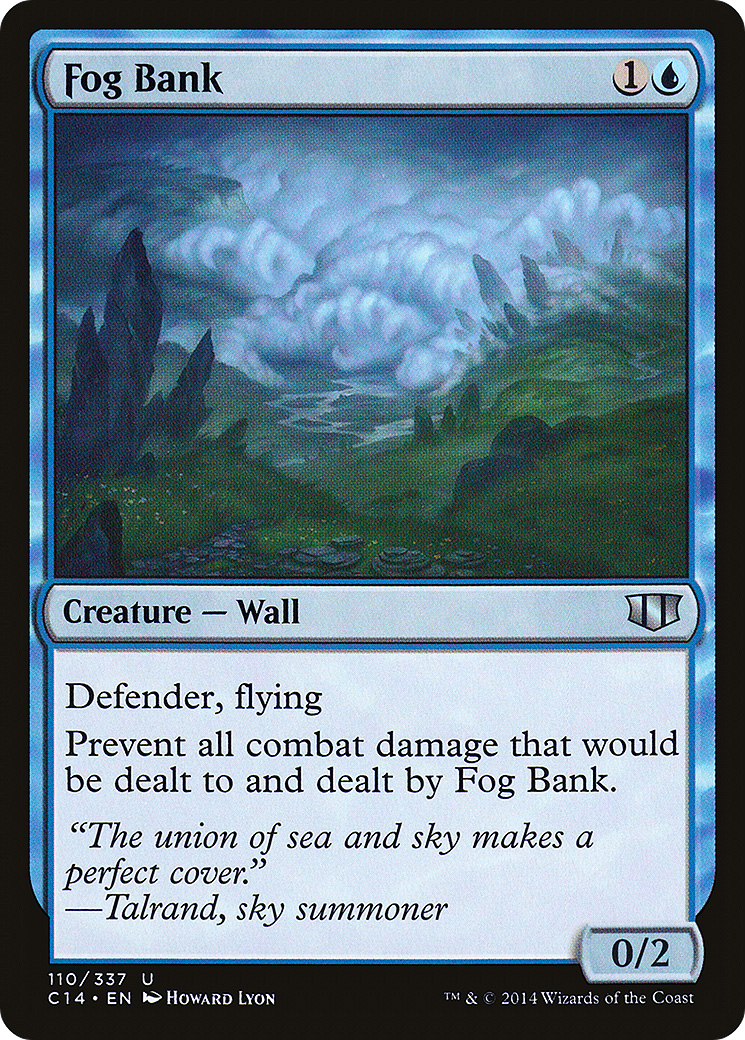 Fog Bank 1
Creature — Wall
Defender, flying
Prevent all combat damage that would
be dealt to and dealt by Fog Bank.
“The union of sea and sky makes a
perfect cover.”
—Talrand, sky summoner
0/2
110/337 U
C14 • EN Howard Lyon ™ & © 2014 Wizards of the Coast